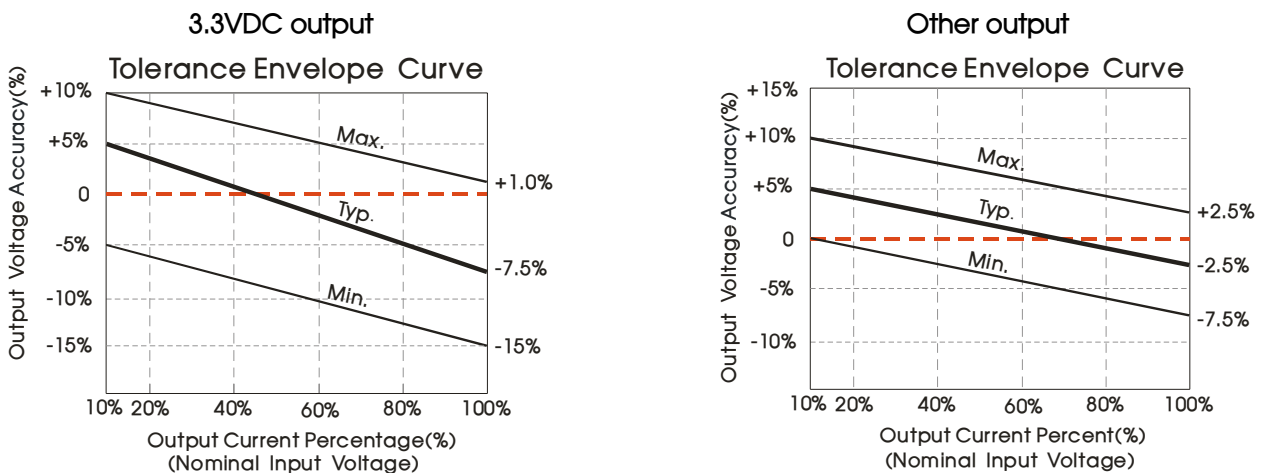 3.3VDC output
Tolerance Envelope Curve
Output Voltage Accuracy(%)
+10%
+5%
0
-5%
-10%
-15%
Max.
Typ.
Min.
+1.0%
-7.5%
-15%
10% 20% 40% 60% 80% 100%
Output Current Percentage(%)
(Nominal Input Voltage)
Other output
Tolerance Envelope Curve
Output Voltage Accuracy(%)
+15%
+10%
+5%
0
-5%
-10%
Max.
Typ.
Min.
+2.5%
-2.5%
-7.5%
10% 20% 40% 60% 80% 100%
Output Current Percent(%)
(Nominal Input Voltage)